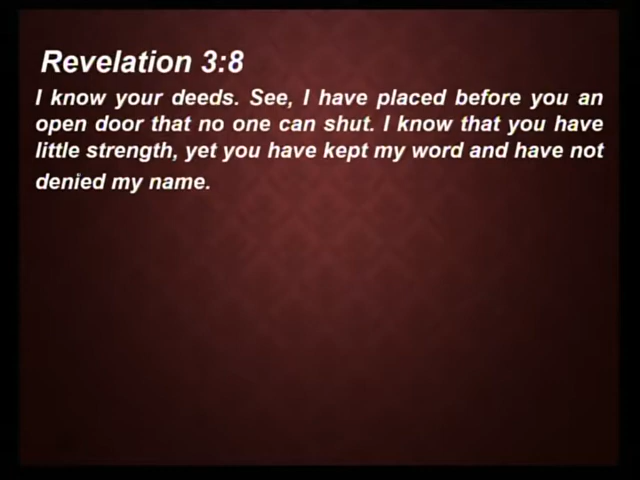 Revelation 3:8
I know your deeds. See, I have placed before you an
open door that no one can shut. I know that you have
little strength, yet you have kept my word and have not
denied my name.